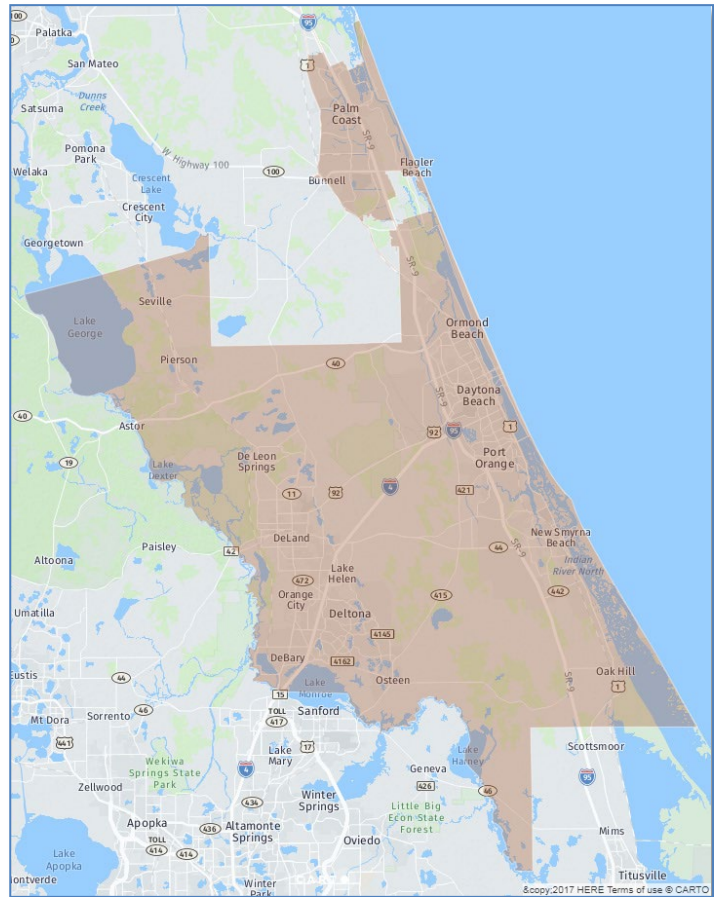 100
95
Palatka
San Mateo
1
Dunns
Creek
Satsuma
Palm
Coast
SR-9
Pomona
Park
W Highway 100
Welaka
Crescent
Lake
100
Flagler
Beach
Bunnell
Crescent
City
Georgetown
SR-9
Seville
Lake
George
Ormond
Beach
Pierson
40
SR-9
Daytona
Beach
40
Astor
1
92
95
19
De Leon
Springs
Port
Orange
Lake
Dexter
11
92
4
421
New Smyrna
Beach
DeLand
SR-9
Paisley
42
44
Altoona
Lake
Helen
Indian
River North
472
Orange
City
415
442
Umatilla
Deltona
4145
DeBary
4162
Oak Hill
Eustis
44
Lake
Monroe
Osteen
SR-9
1
15
46
Sorrento
TOLL
417
Sanford
Mt Dora
441
17
Lake
Mary
Lake
Harney
Scottsmoor
Wekiwa
Springs State
Park
4
Geneva
95
426
46
Zellwood
434
Winter
Springs
Little Big
Econ State
Forest
Apopka
436
Altamonte
Springs
Mims
TOLL
414
414
Oviedo
Lake
Apopka
Titusville
Montverde
Winter
Park
CARTO
&copy;2017 HERE Terms of use © CARTO